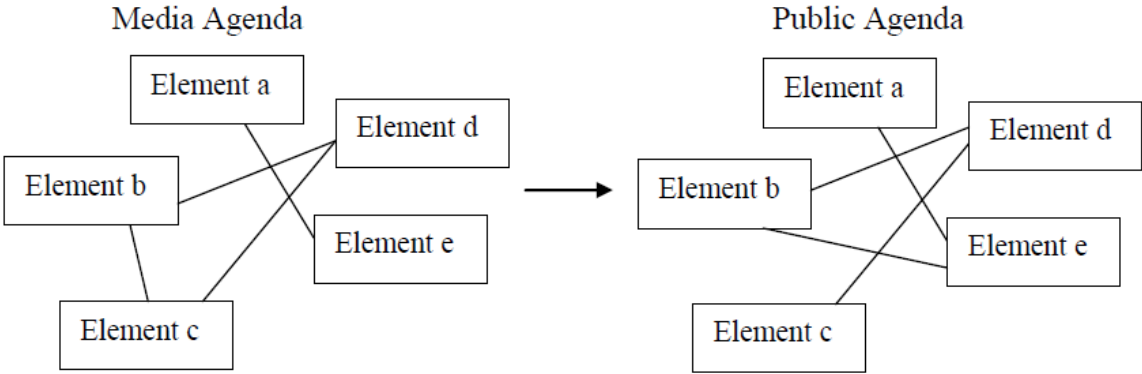 Media Agenda
Element a
Element d
Element b
Element e
Element c
Public Agenda
Element a
Element d
Element b
Element e
Element c